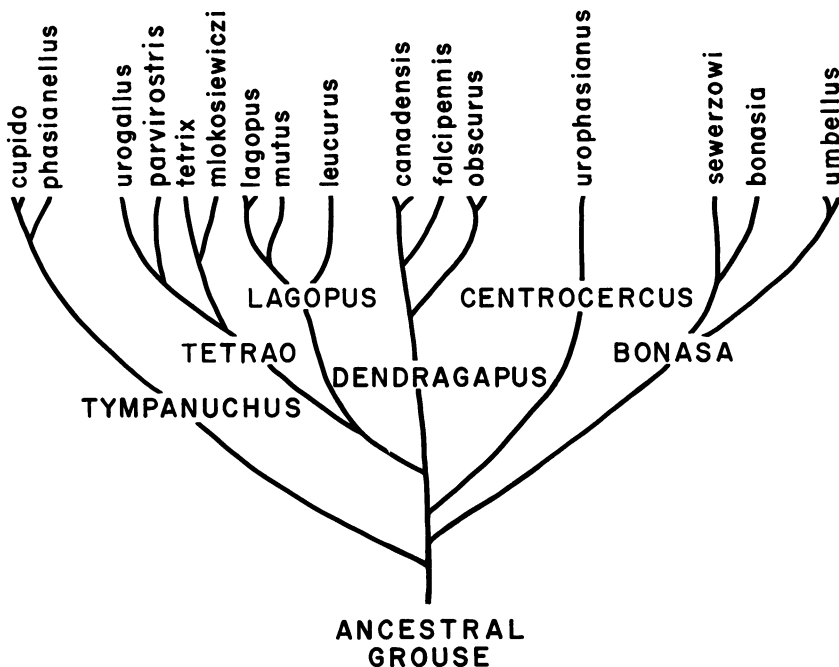 cupido
phasianellus
urogallus
parvirostris
tetrix
mlokosiewiczi
lagopus
mutus
leucurus
canadensis
falcipennis
obscurus
urophasianus
sewerzowi
bonasia
umbellus
LAGOPUS
CENTROCERCUS
TETRAO
BONASA
DENDRAGAPUS
TYMPANUCHUS
ANCESTRAL
GROUSE